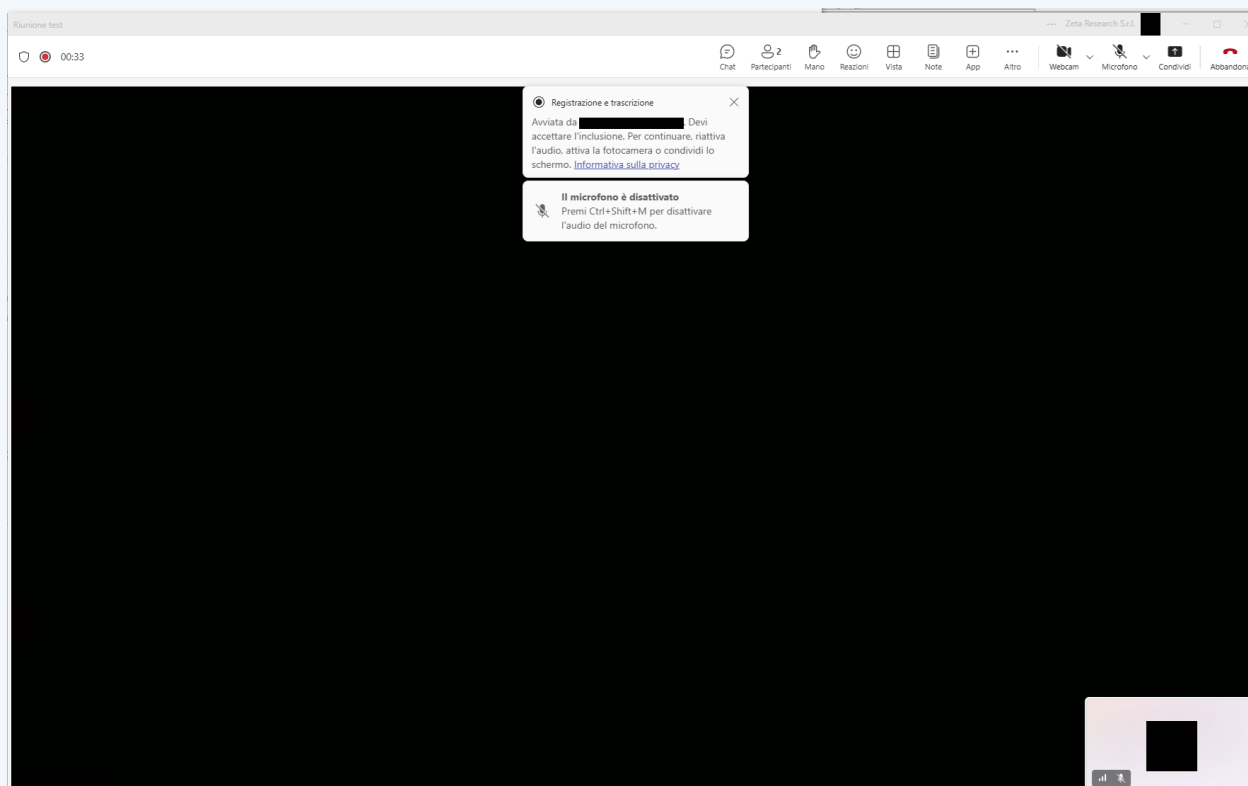 Riunione test
Zeta Research S.r.l.
00:33
Chat
2
Partecipanti
Mano
Reazioni
Vista
Note
App
Altro
Webcam
Microfono
Condividi
Abbandona
Registrazione e trascrizione
Avviata da . Devi
accettare l'inclusione. Per continuare, riattiva
l'audio, attiva la fotocamera o condividi lo
schermo. Informativa sulla privacy
Il microfono è disattivato
Premi Ctrl+Shift+M per disattivare
l'audio del microfono.